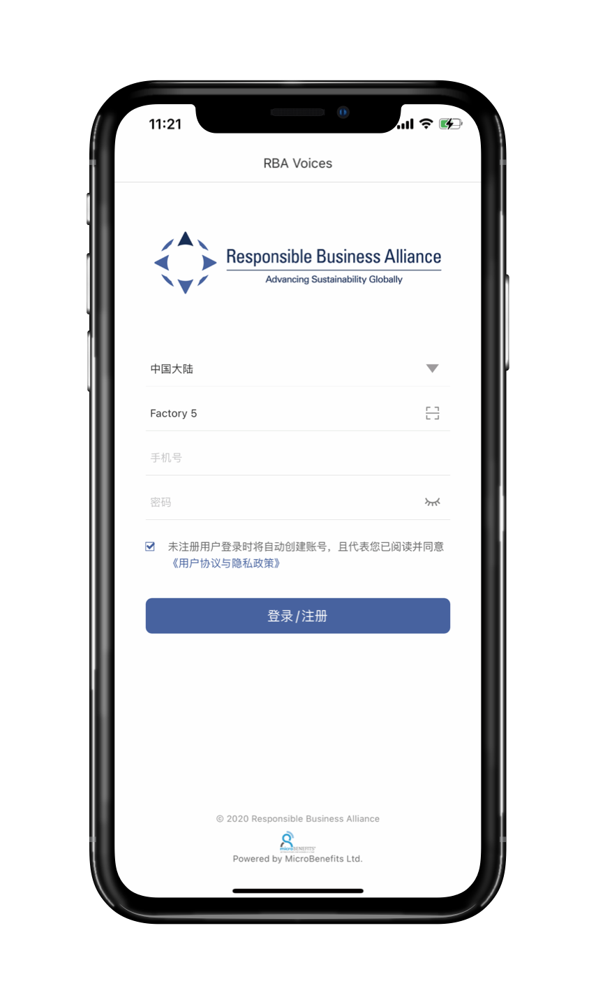 11:21
RBA Voices
Responsible Business Alliance
Advancing Sustainability Globally
中国大陆
Factory 5
手机号
密码
未注册用户登录时将自动创建账号，且代表您已阅读并同意
《用户协议与隐私政策》
登录/注册
© 2020 Responsible Business Alliance
microBENEFITS
Powered by MicroBenefits Ltd.